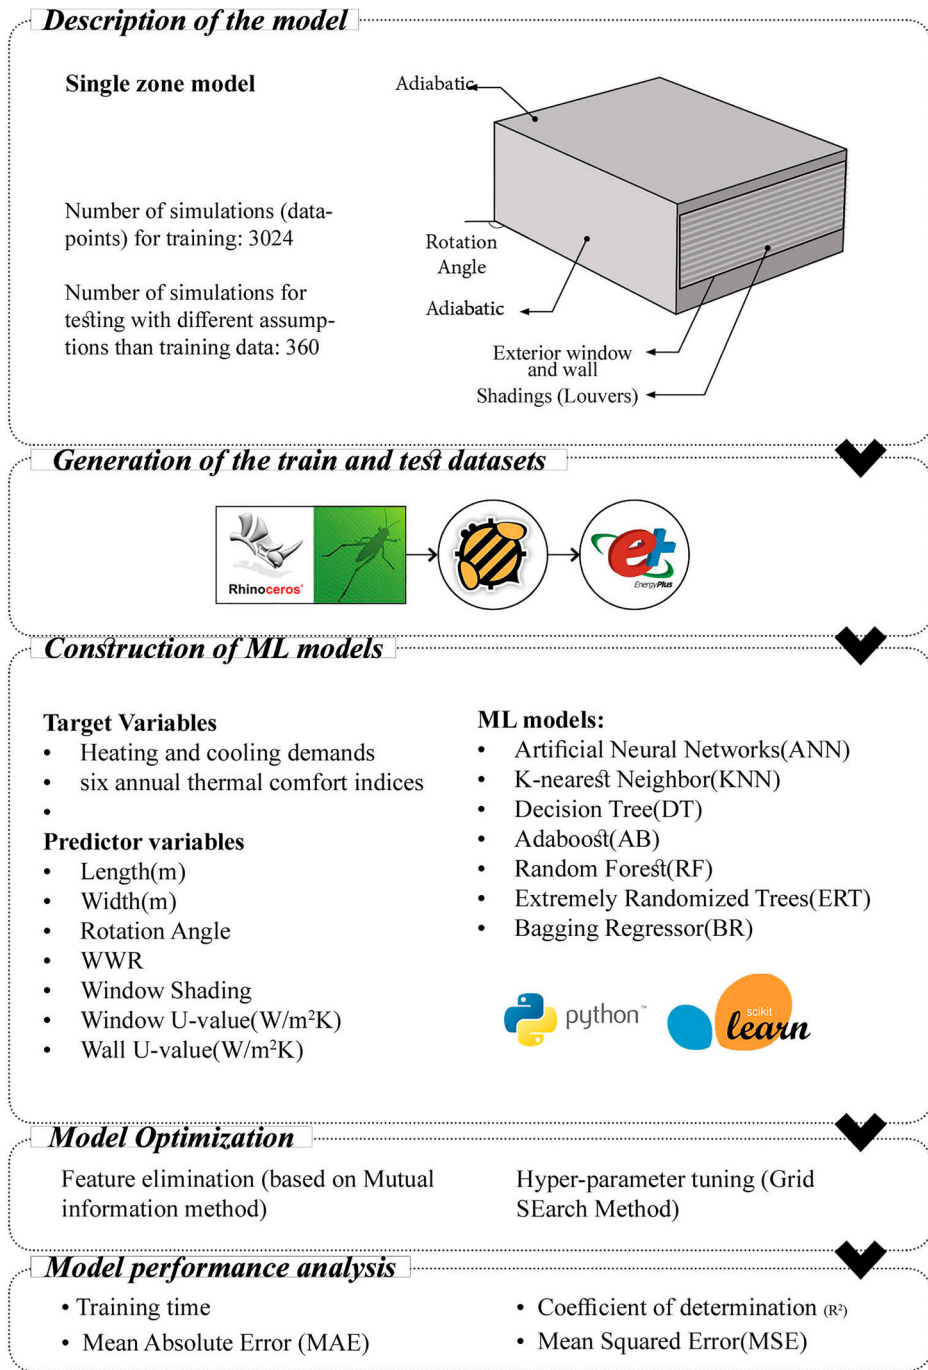 Description of the model
Single zone model
Adiabatic
Number of simulations (data-
points) for training: 3024
Number of simulations for
testing with different assump-
tions than training data: 360
Rotation
Angle
Adiabatic
Exterior window
and wall
Shadings (Louvers)
Generation of the train and test datasets
Rhinoceros®
et+
EnergyPlus
Construction of ML models
Target Variables
• Heating and cooling demands
• six annual thermal comfort indices
•
Predictor variables
• Length(m)
• Width(m)
• Rotation Angle
• WWR
• Window Shading
• Window U-value(W/m²K)
• Wall U-value(W/m²K)
ML models:
• Artificial Neural Networks(ANN)
• K-nearest Neighbor(KNN)
• Decision Tree(DT)
• Adaboost(AB)
• Random Forest(RF)
• Extremely Randomized Trees(ERT)
• Bagging Regressor(BR)
python™
scikit
learn
Model Optimization
Feature elimination (based on Mutual
information method)
Hyper-parameter tuning (Grid
SEarch Method)
Model performance analysis
• Training time
• Mean Absolute Error (MAE)
• Coefficient of determination (R²)
• Mean Squared Error(MSE)